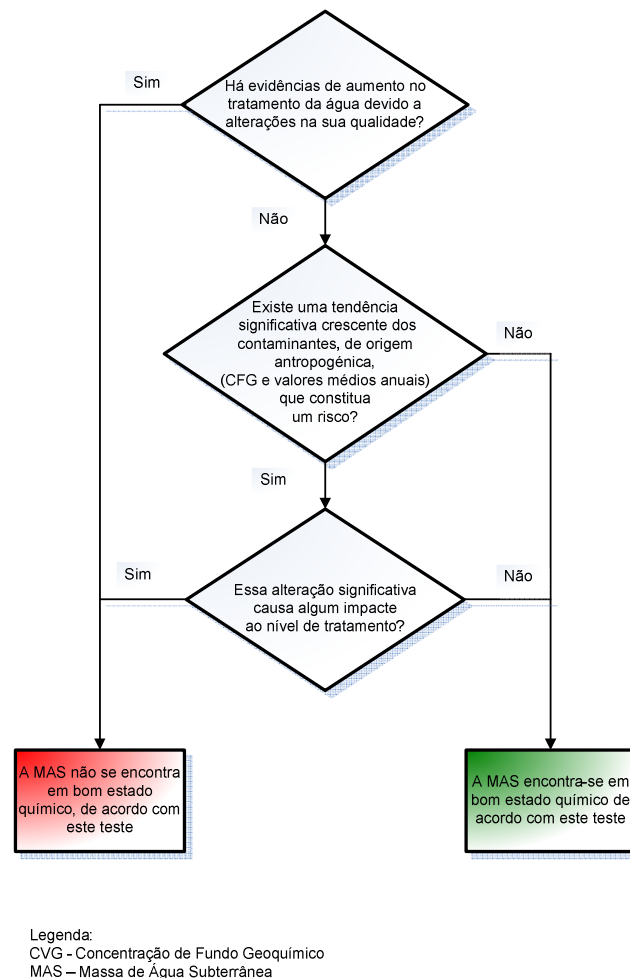 Sim
Há evidências de aumento no
tratamento da água devido a
alterações na sua qualidade?
Não
Existe uma tendência
significativa crescente dos
contaminantes, de origem
antropogénica,
(CFG e valores médios anuais)
que constitua
um risco?
Não
Sim
Sim
Essa alteração significativa
causa algum impacte
ao nível de tratamento?
Não
A MAS não se encontra
em bom estado
químico, de acordo com
este teste
A MAS encontra-se em
bom estado químico de
acordo com este teste
Legenda:
CVG - Concentração de Fundo Geoquímico
MAS – Massa de Água Subterrânea